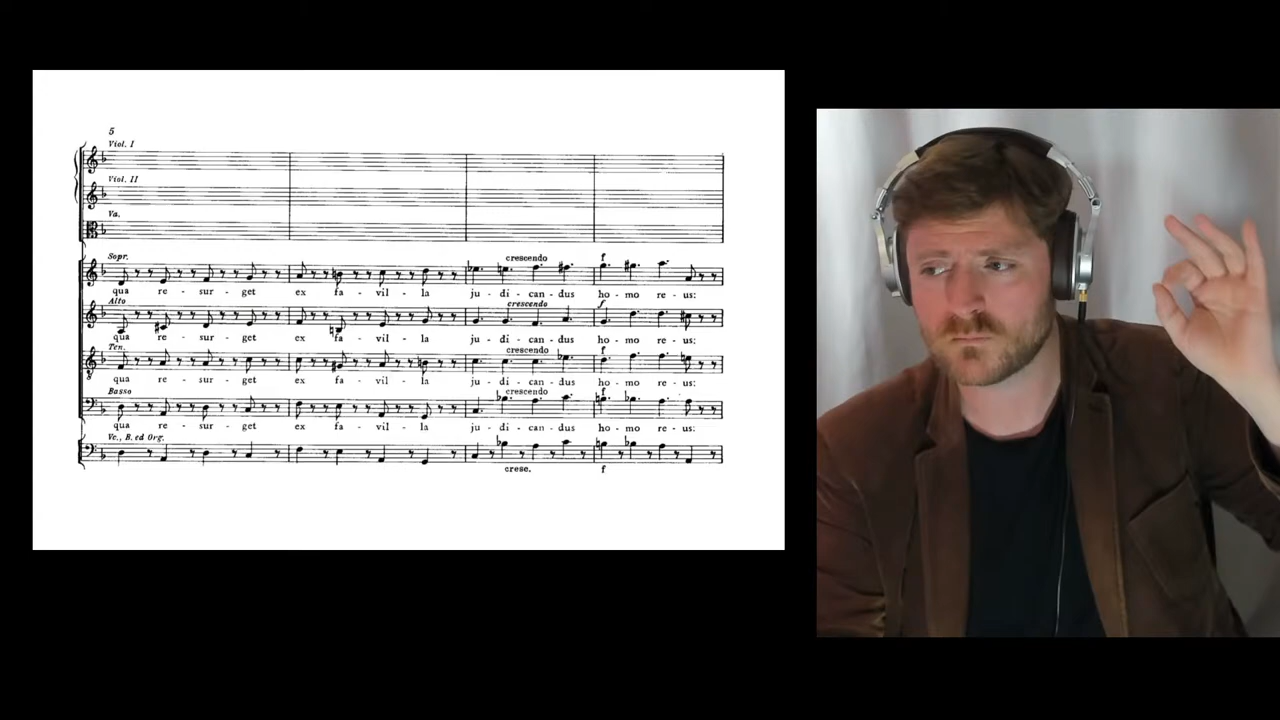 5
Viol. I
Viol. II
Va.
Sopr.
crescendo f
qua re - sur - get ex fa - vil - la ju - di - can - dus ho - mo re - us:
Alto
crescendo f
qua re - sur - get ex fa - vil - la ju - di - can - dus ho - mo re - us:
Ten.
crescendo f
qua re - sur - get ex fa - vil - la ju - di - can - dus ho - mo re - us:
Basso
crescendo f
qua re - sur - get ex fa - vil - la ju - di - can - dus ho - mo re - us:
Vc., B. ed Org.
cresc. f